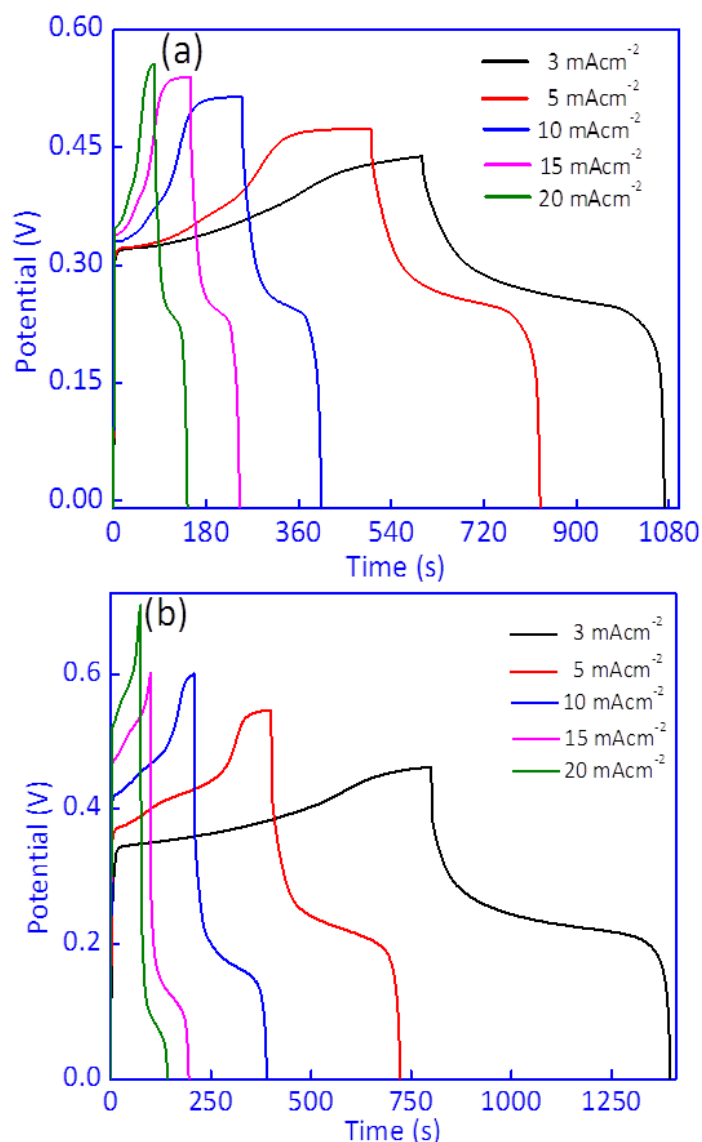 (a)
0.60
0.45
0.30
0.15
0.00
Potential (V)
3 mAcm⁻²
5 mAcm⁻²
10 mAcm⁻²
15 mAcm⁻²
20 mAcm⁻²
0 180 360 540 720 900 1080
Time (s)
(b)
0.6
0.4
0.2
0.0
Potential (V)
3 mAcm⁻²
5 mAcm⁻²
10 mAcm⁻²
15 mAcm⁻²
20 mAcm⁻²
0 250 500 750 1000 1250
Time (s)